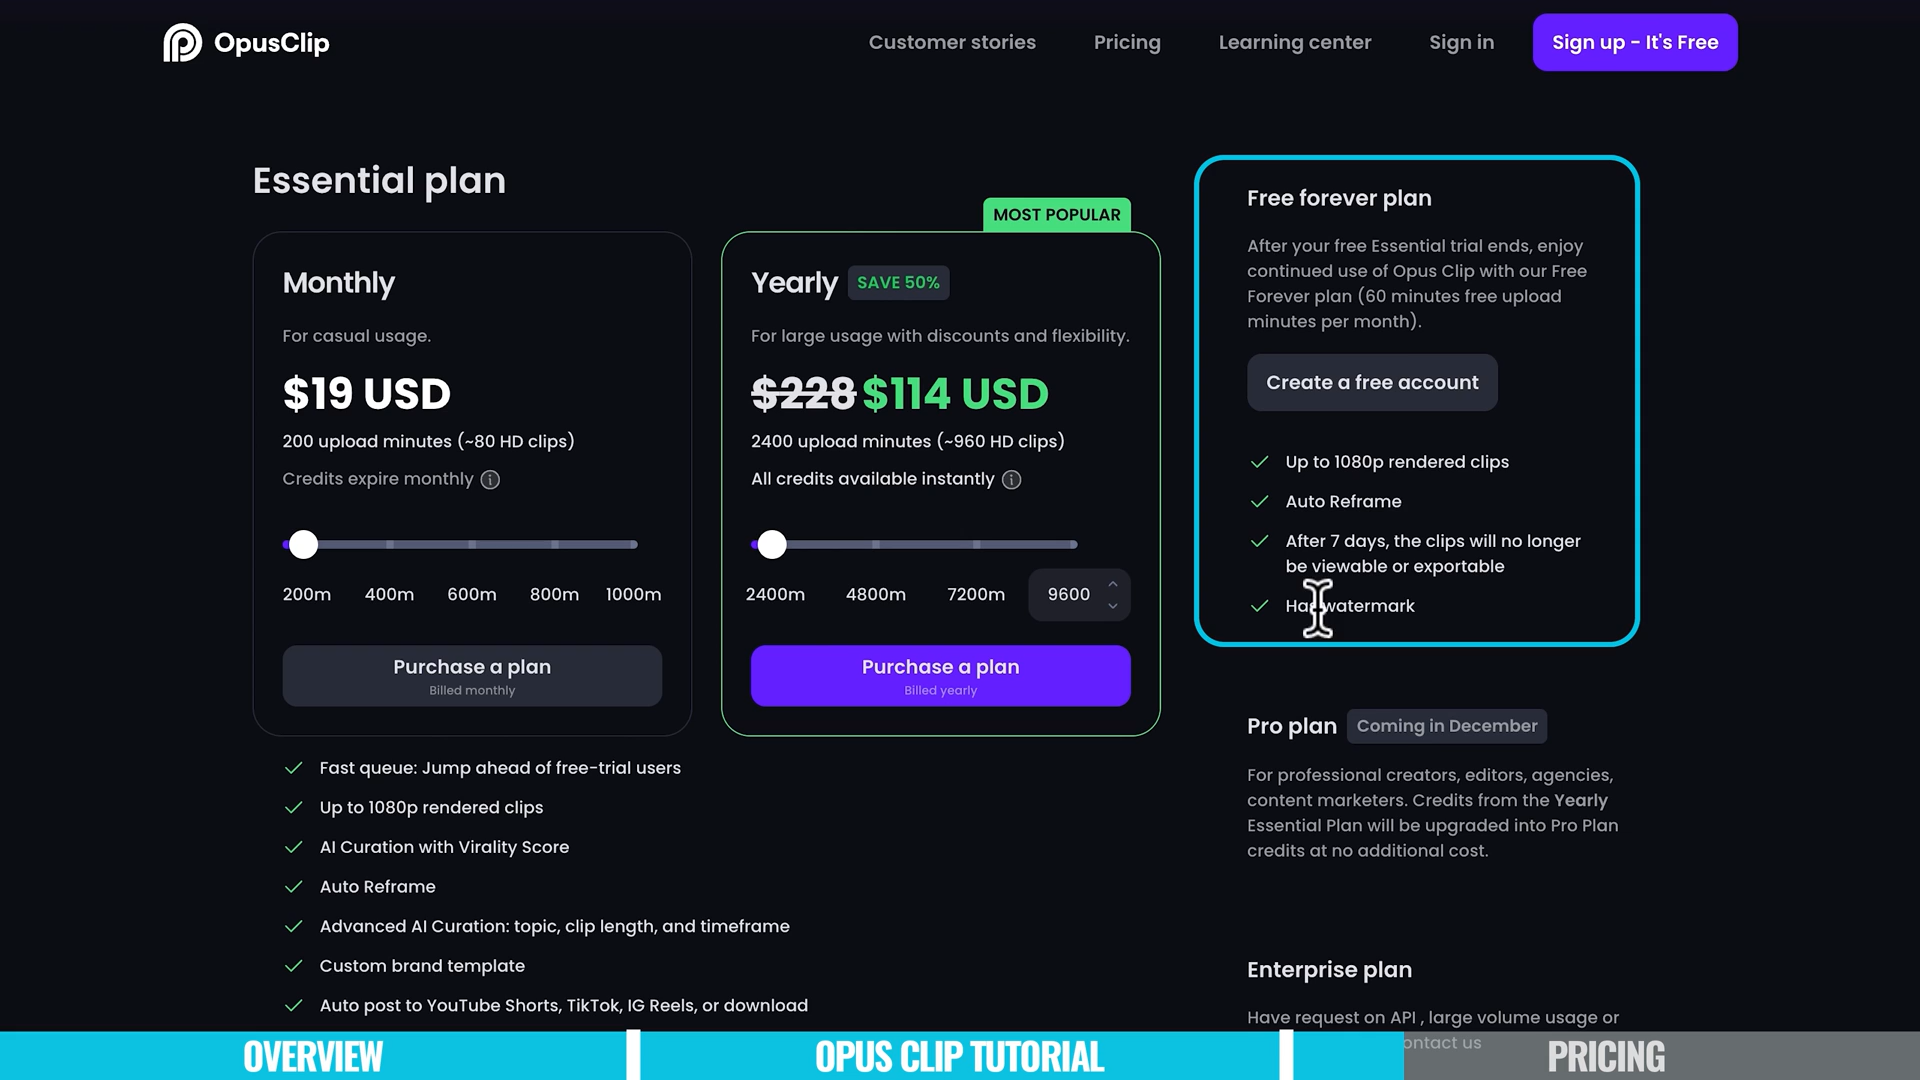 OpusClip
Customer stories
Pricing
Learning center
Sign in
Sign up - It's Free
Essential plan
Monthly
For casual usage.
$19 USD
200 upload minutes (~80 HD clips)
Credits expire monthly
200m 400m 600m 800m 1000m
Purchase a plan
Billed monthly
MOST POPULAR
Yearly SAVE 50%
For large usage with discounts and flexibility.
$228 $114 USD
2400 upload minutes (~960 HD clips)
All credits available instantly
2400m 4800m 7200m 9600
Purchase a plan
Billed yearly
Fast queue: Jump ahead of free-trial users
Up to 1080p rendered clips
AI Curation with Virality Score
Auto Reframe
Advanced AI Curation: topic, clip length, and timeframe
Custom brand template
Auto post to YouTube Shorts, TikTok, IG Reels, or download
Free forever plan
After your free Essential trial ends, enjoy
continued use of Opus Clip with our Free
Forever plan (60 minutes free upload
minutes per month).
Create a free account
Up to 1080p rendered clips
Auto Reframe
After 7 days, the clips will no longer
be viewable or exportable
watermark
Pro plan Coming in December
For professional creators, editors, agencies,
content marketers. Credits from the Yearly
Essential Plan will be upgraded into Pro Plan
credits at no additional cost.
Enterprise plan
Have request on API , large volume usage or
us
OVERVIEW
OPUS CLIP TUTORIAL
PRICING